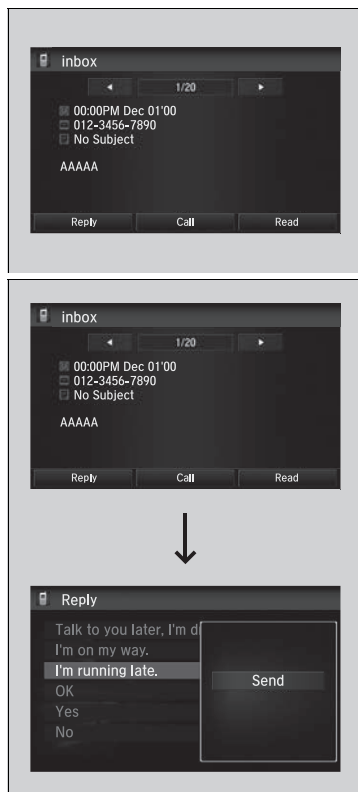 inbox
1/20
00:00PM Dec 01'00
012-3456-7890
No Subject
AAAAA
Reply Call Read
inbox
1/20
00:00PM Dec 01'00
012-3456-7890
No Subject
AAAAA
Reply Call Read
Reply
Talk to you later, I'm d
I'm on my way.
I'm running late.
Send
OK
Yes
No